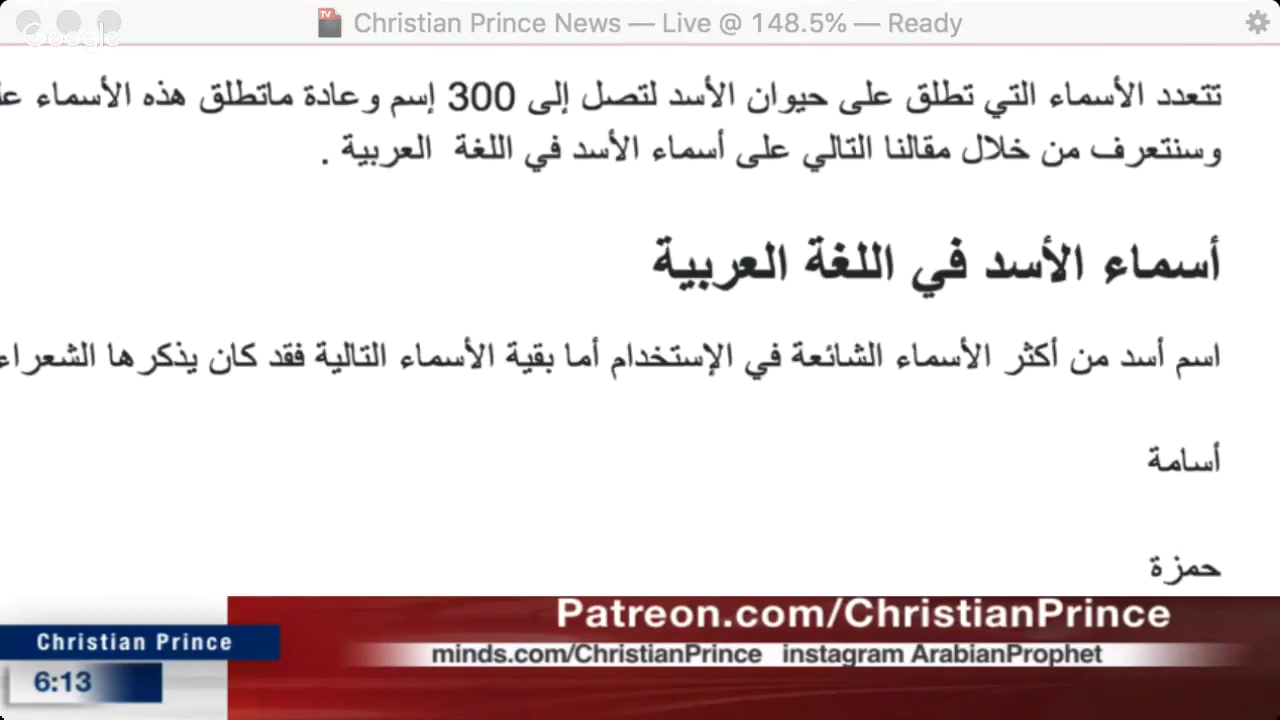 Christian Prince News — Live @ 148.5% — Ready
Google
تتعدد الأسماء التي تطلق على حيوان الأسد لتصل إلى 300 إسم وعادة ماتطلق هذه الأسماء
وسنتعرف من خلال مقالنا التالي على أسماء الأسد في اللغة العربية .
أسماء الأسد في اللغة العربية
اسم أسد من أكثر الأسماء الشائعة في الإستخدام أما بقية الأسماء التالية فقد كان يذكرها الشعراء
أسامة
حمزة
Patreon.com/ChristianPrince
Christian Prince
minds.com/ChristianPrince instagram ArabianProphet
6:13